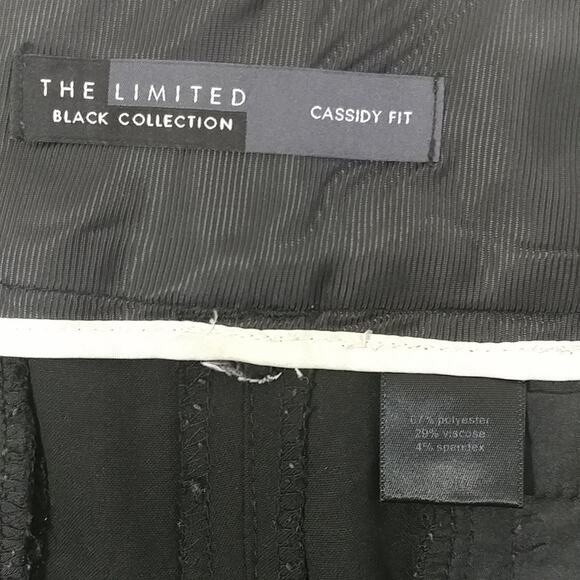 THE LIMITED
BLACK COLLECTION
CASSIDY FIT
67% polyester
29% viscose
4% spandex